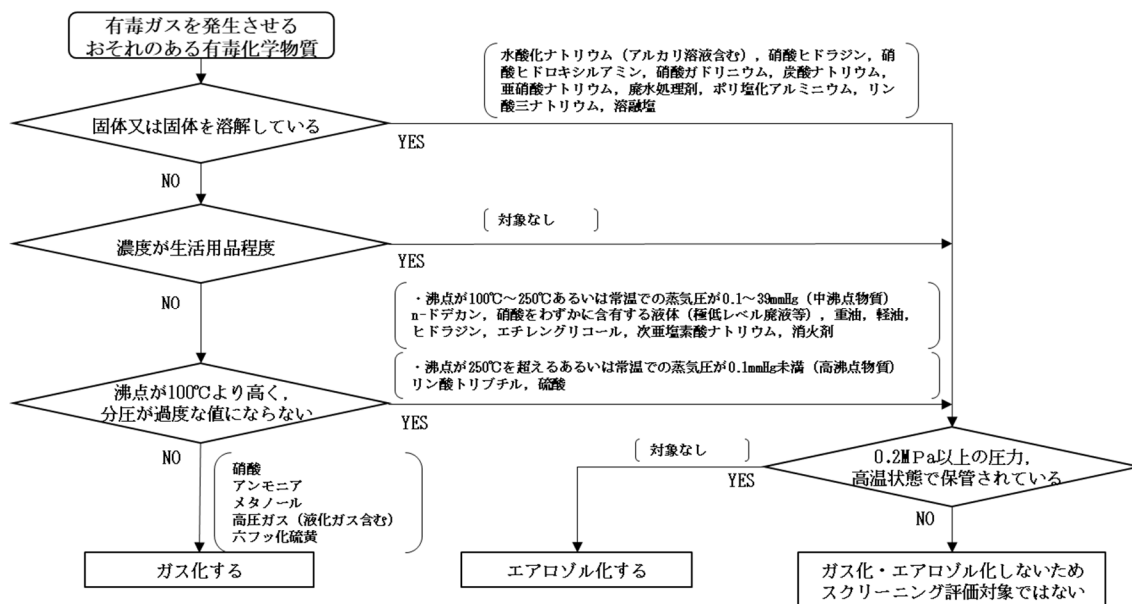 有毒ガスを発生させる
おそれのある有毒化学物質
水酸化ナトリウム（アルカリ溶液含む），硝酸ヒドラジン，硝
酸ヒドロキシルアミン，硝酸ガドリニウム，炭酸ナトリウム，
亜硝酸ナトリウム，廃水処理剤，ポリ塩化アルミニウム，リン
酸三ナトリウム，溶融塩
固体又は固体を溶解している
YES
NO
対象なし
濃度が生活用品程度
YES
NO
・沸点が100℃～250℃あるいは常温での蒸気圧が0.1～39mmHg（中沸点物質）
n-ドデカン，硝酸をわずかに含有する液体（極低レベル廃液等），重油，軽油，
ヒドラジン，エチレングリコール，次亜塩素酸ナトリウム，消火剤
・沸点が250℃を超えるあるいは常温での蒸気圧が0.1mmHg未満（高沸点物質）
リン酸トリブチル，硫酸
沸点が100℃より高く，
分圧が過度な値にならない
YES
NO
硝酸
アンモニア
メタノール
高圧ガス（液化ガス含む）
六フッ化硫黄
対象なし
0.2ＭＰa以上の圧力，
高温状態で保管されている
YES
NO
ガス化する
エアロゾル化する
ガス化・エアロゾル化しないため
スクリーニング評価対象ではない